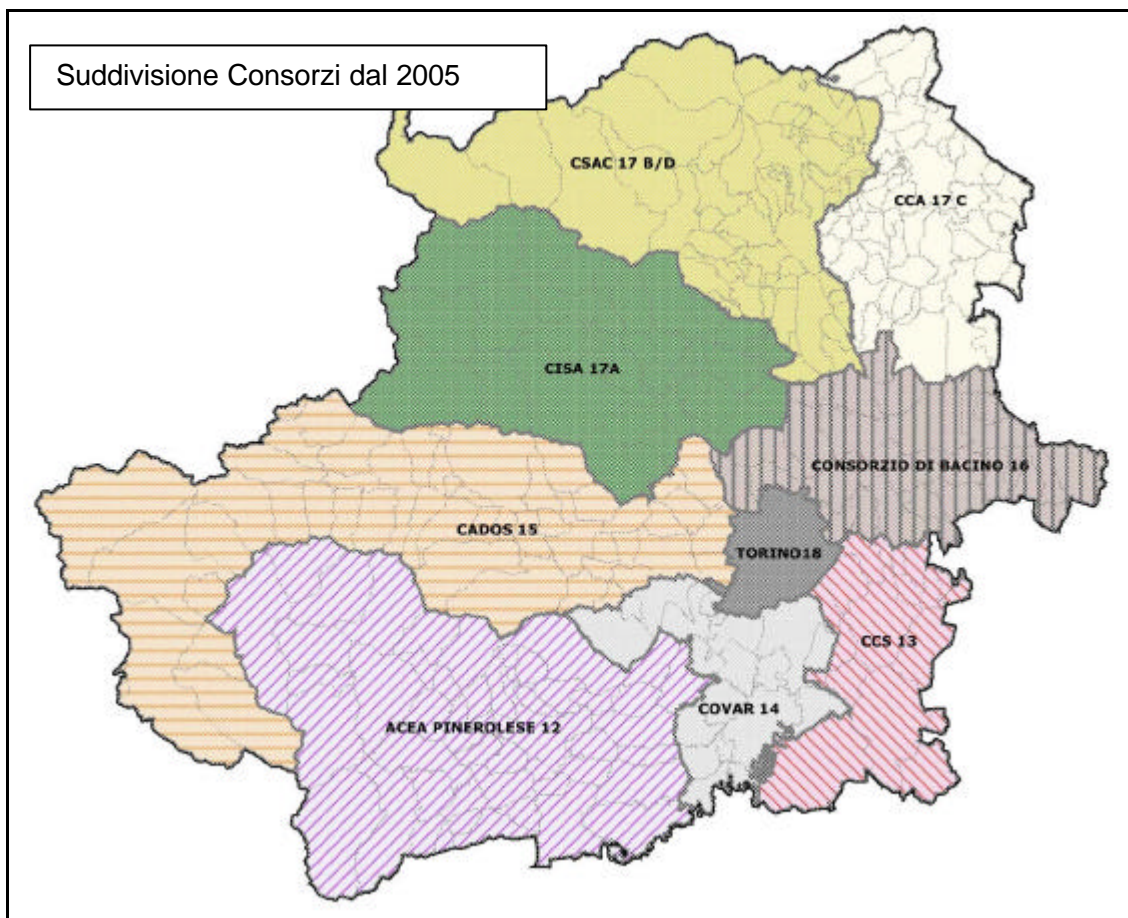 Suddivisione Consorzi dal 2005
CSAC 17 B/D
CCA 17 C
CISA 17A
CONSORZIO DI BACINO 16
CADOS 15
TORINO18
CCS 13
COVAR 14
ACEA PINEROLESE 12